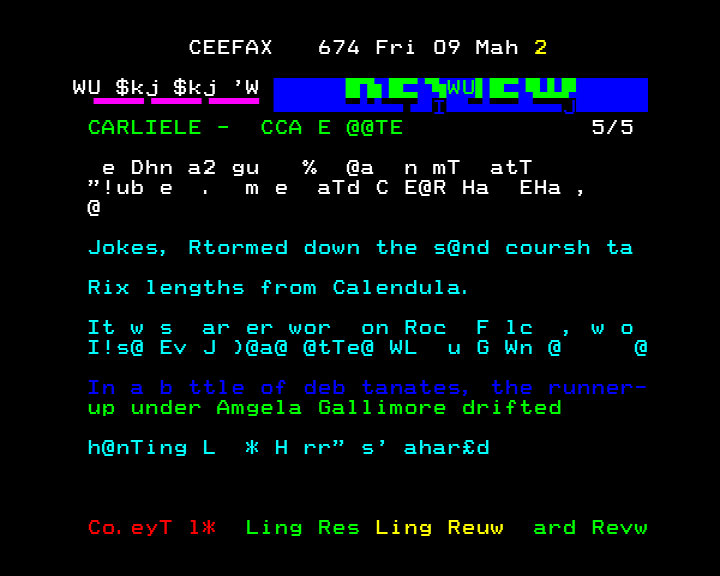 CEEFAX 674 Fri 09 Mah 2
WU $kj $kj ’W WU
I J
CARLIELE - CCA E @@TE 5/5
e Dhn a2 gu % @a n mT atT
”!ub e . m e aTd C E@R Ha EHa ,
@
Jokes, Rtormed down the s@nd coursh ta
Rix lengths from Calendula.
It w s ar er wor on Roc F lc , w o
I!s@ Ev J )@a@ @tTe@ WL u G Wn @ @
In a b ttle of deb tanates, the runner-
up under Amgela Gallimore drifted
h@nTing L * H rr” s’ ahar£d
Co.eyT l* Ling Res Ling Reuw ard Revw